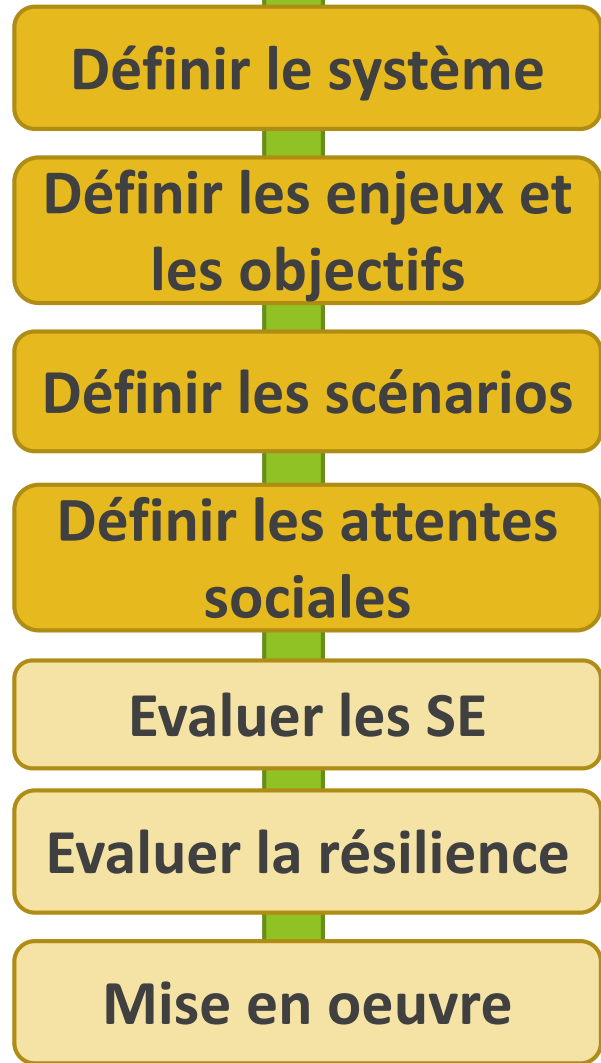 Définir le système
Définir les enjeux et
les objectifs
Définir les scénarios
Définir les attentes
sociales
Evaluer les SE
Evaluer la résilience
Mise en oeuvre